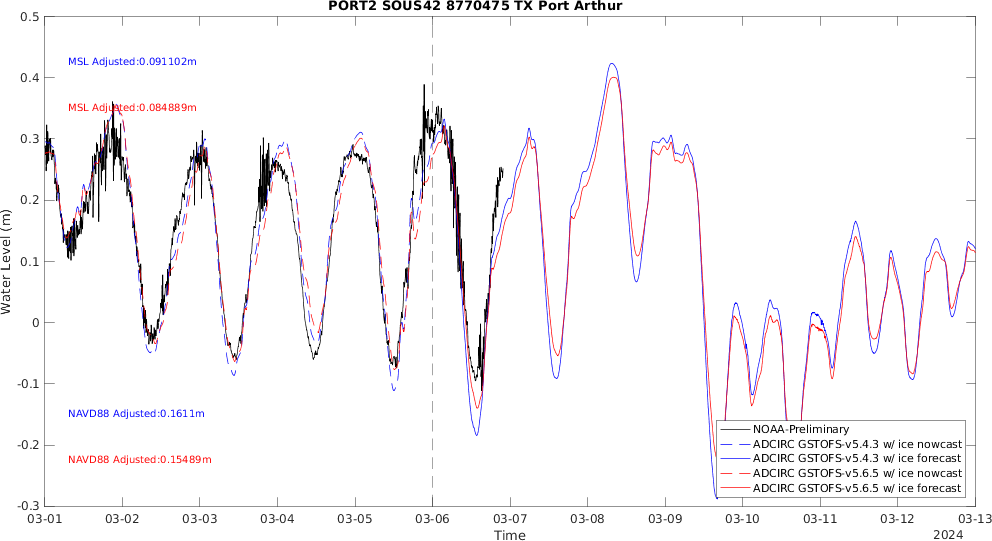 PORT2 SOUS42 8770475 TX Port Arthur
0.5
0.4
0.3
0.2
0.1
0
-0.1
-0.2
-0.3
Water Level (m)
MSL Adjusted:0.091102m
MSL Adjusted:0.084889m
NAVD88 Adjusted:0.1611m
NAVD88 Adjusted:0.15489m
NOAA-Preliminary
ADCIRC GSTOFS-v5.4.3 w/ ice nowcast
ADCIRC GSTOFS-v5.4.3 w/ ice forecast
ADCIRC GSTOFS-v5.6.5 w/ ice nowcast
ADCIRC GSTOFS-v5.6.5 w/ ice forecast
03-01 03-02 03-03 03-04 03-05 03-06 03-07 03-08 03-09 03-10 03-11 03-12 03-13
Time
2024